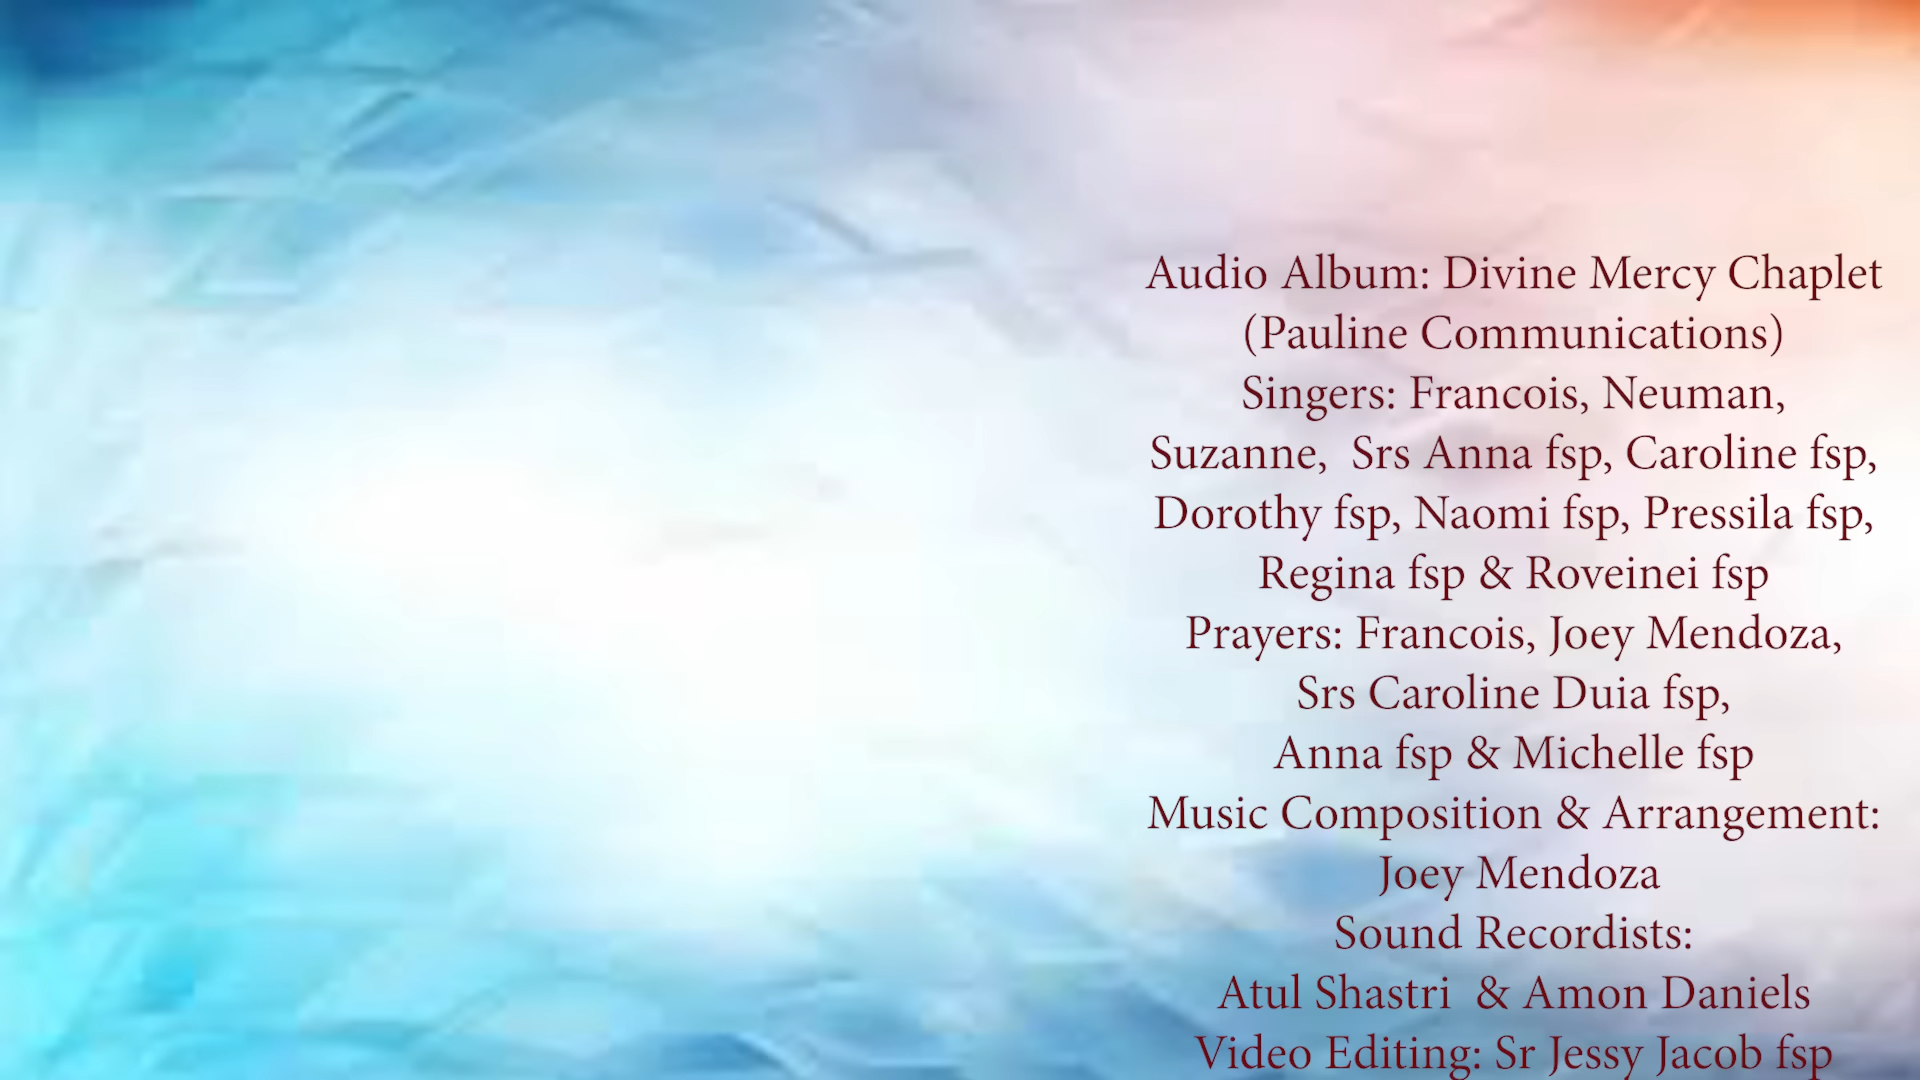 Audio Album: Divine Mercy Chaplet
(Pauline Communications)
Singers: Francois, Neuman,
Suzanne,  Srs Anna fsp, Caroline fsp,
Dorothy fsp, Naomi fsp, Pressila fsp,
Regina fsp & Roveinei fsp
Prayers: Francois, Joey Mendoza,
Srs Caroline Duia fsp,
Anna fsp & Michelle fsp
Music Composition & Arrangement:
Joey Mendoza
Sound Recordists:
Atul Shastri  & Amon Daniels
Video Editing: Sr Jessy Jacob fsp